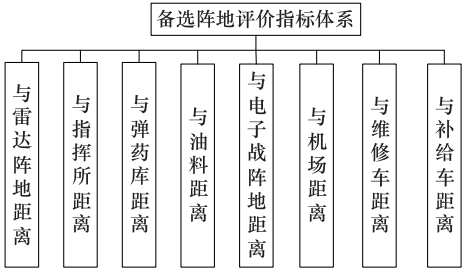 备选阵地评价指标体系
与雷达阵地距离
与指挥所距离
与弹药库距离
与油料距离
与电子战阵地距离
与机场距离
与维修车距离
与补给车距离